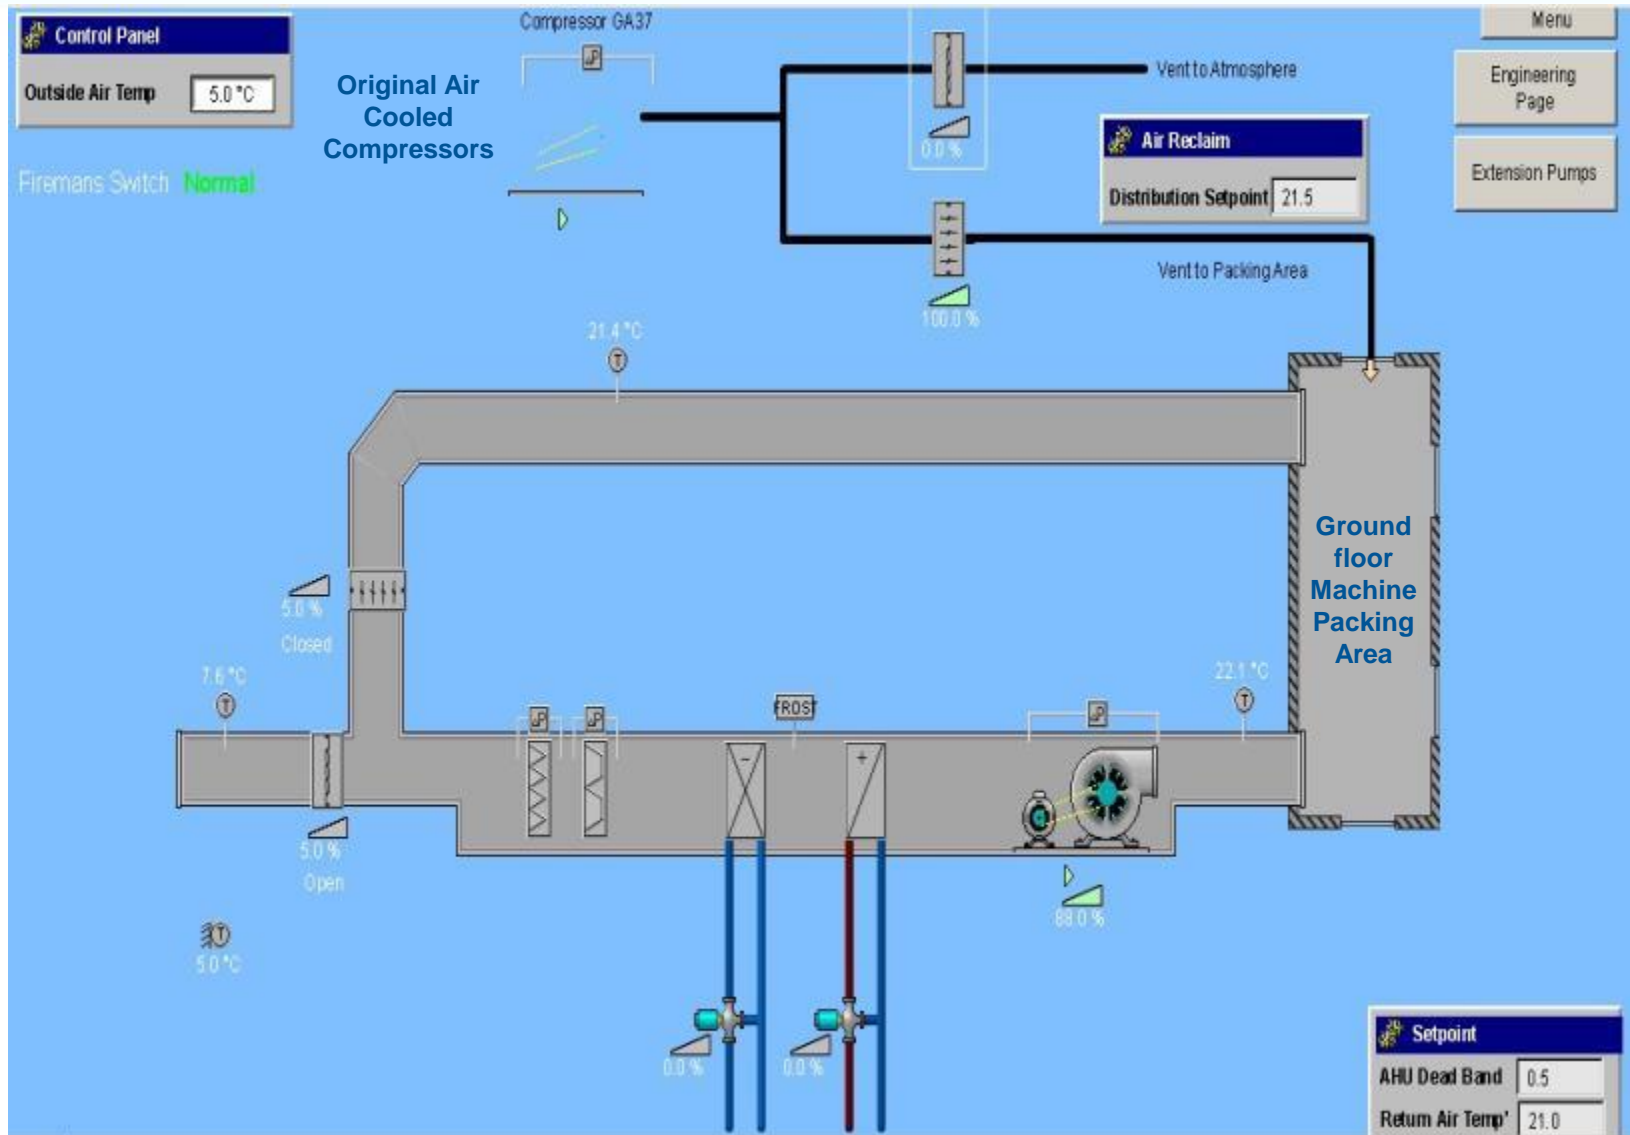 Control Panel
Outside Air Temp 5.0 °C
Firemans Switch Normal
Original Air
Cooled
Compressors
Compressor GA37
Vent to Atmosphere
0.0 %
Air Reclaim
Distribution Setpoint 21.5
Vent to Packing Area
100.0 %
Menu
Engineering
Page
Extension Pumps
21.4 °C
T
5.0 %
Closed
7.6 °C
T
5.0 %
Open
T
5.0 °C
FROST
-
+
22.1 °C
T
88.0 %
0.0 %
0.0 %
Ground
floor
Machine
Packing
Area
Setpoint
AHU Dead Band 0.5
Return Air Temp' 21.0